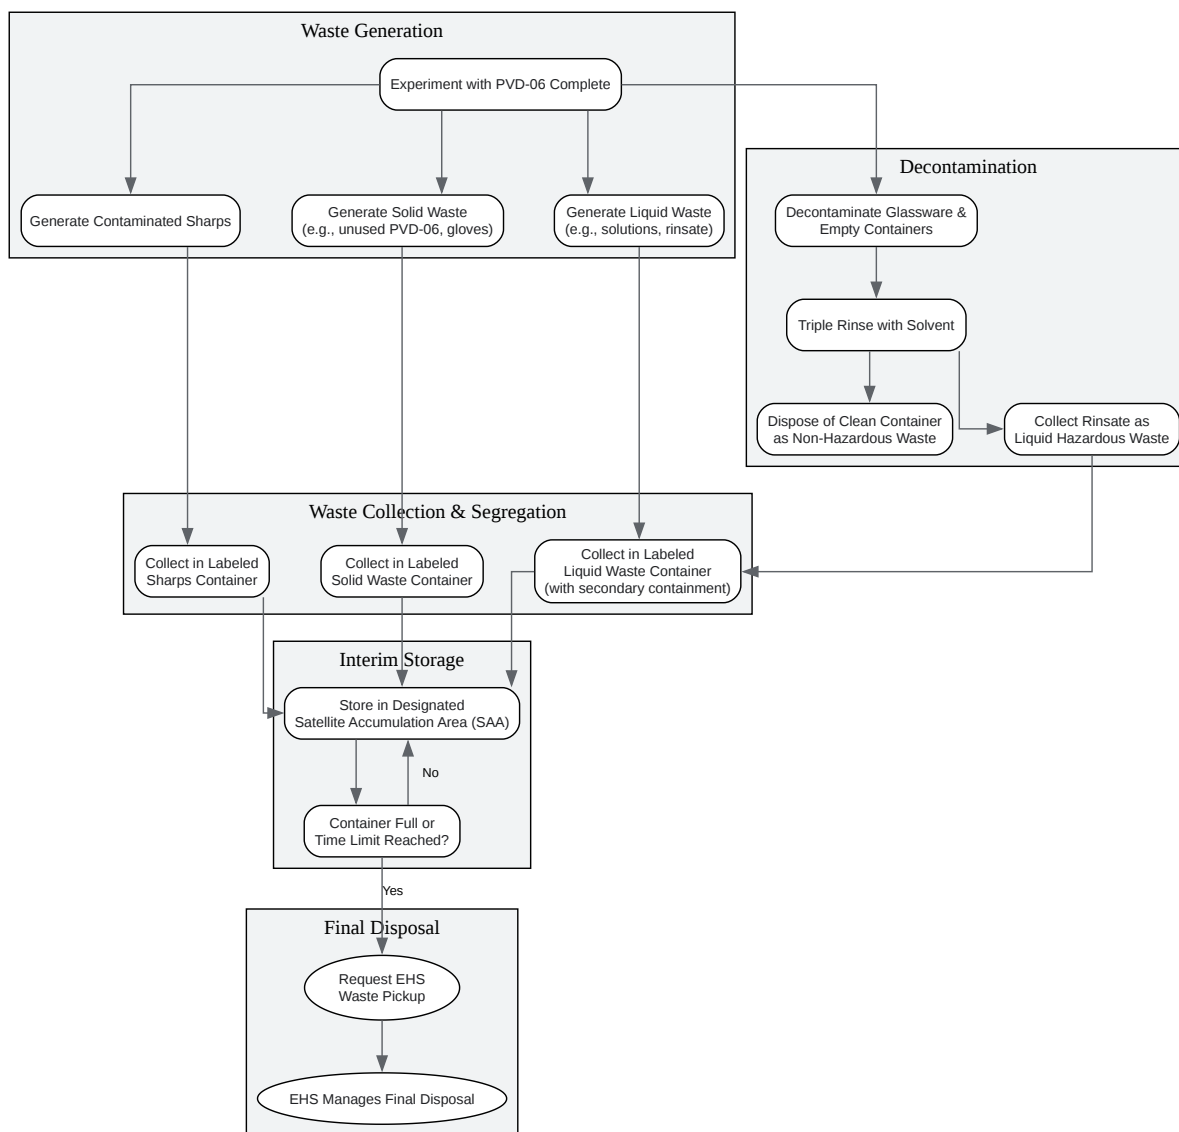 Waste Generation
Experiment with PVD-06 Complete
Decontamination
Generate Contaminated Sharps
Generate Solid Waste
(e.g., unused PVD-06, gloves)
Generate Liquid Waste
(e.g., solutions, rinsate)
Decontaminate Glassware &
Empty Containers
Triple Rinse with Solvent
Dispose of Clean Container
as Non-Hazardous Waste
Collect Rinsate as
Liquid Hazardous Waste
Waste Collection & Segregation
Collect in Labeled
Sharps Container
Collect in Labeled
Solid Waste Container
Collect in Labeled
Liquid Waste Container
(with secondary containment)
Interim Storage
Store in Designated
Satellite Accumulation Area (SAA)
No
Container Full or
Time Limit Reached?
Yes
Final Disposal
Request EHS
Waste Pickup
EHS Manages Final Disposal